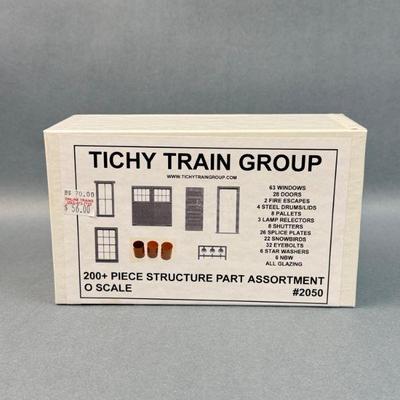 TICHY TRAIN GROUP
WWW.TICHYTRAINGROUP.COM
63 WINDOWS
28 DOORS
2 FIRE ESCAPES
4 STEEL DRUMS/LIDS
8 PALLETS
3 LAMP RELECTORS
8 SHUTTERS
26 SPLICE PLATES
22 SNOWBIRDS
32 EYEBOLTS
6 STAR WASHERS
6 NBW
ALL GLAZING
70.00
$ 56.00
200+ PIECE STRUCTURE PART ASSORTMENT
O SCALE
#2050